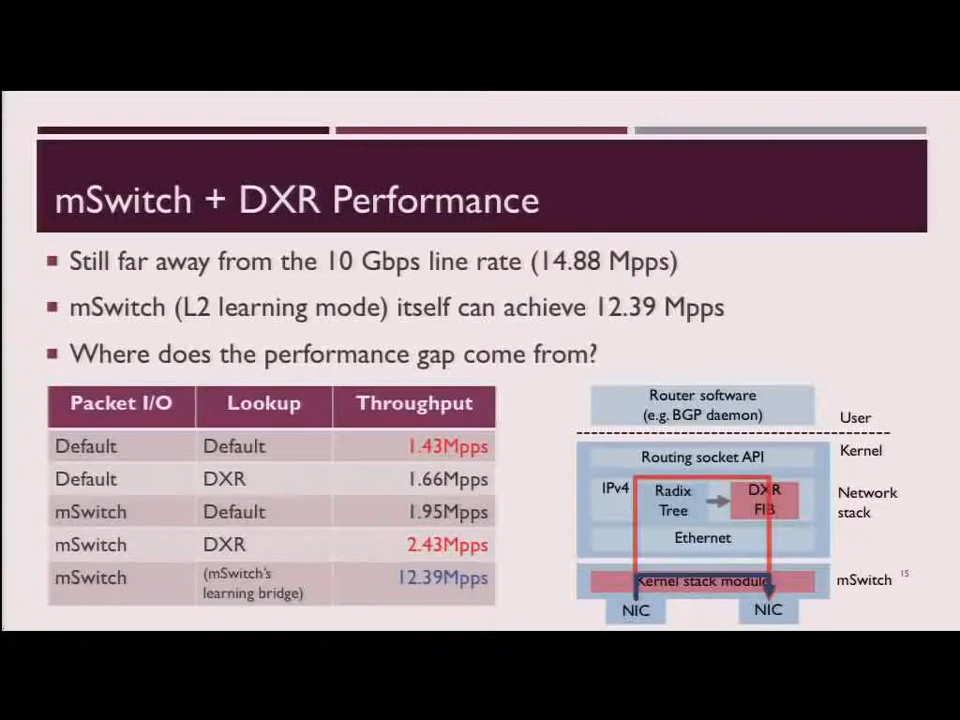 mSwitch + DXR Performance
Still far away from the 10 Gbps line rate (14.88 Mpps)
mSwitch (L2 learning mode) itself can achieve 12.39 Mpps
Where does the performance gap come from?
Packet I/O Lookup Throughput
Default Default 1.43Mpps
Default DXR 1.66Mpps
mSwitch Default 1.95Mpps
mSwitch DXR 2.43Mpps
mSwitch (mSwitch's learning bridge) 12.39Mpps
Router software
(e.g. BGP daemon)
User
Kernel
Routing socket API
IPv4
Radix
Tree
DXR
FIB
Network
stack
Ethernet
Kernel stack module
mSwitch
15
NIC
NIC